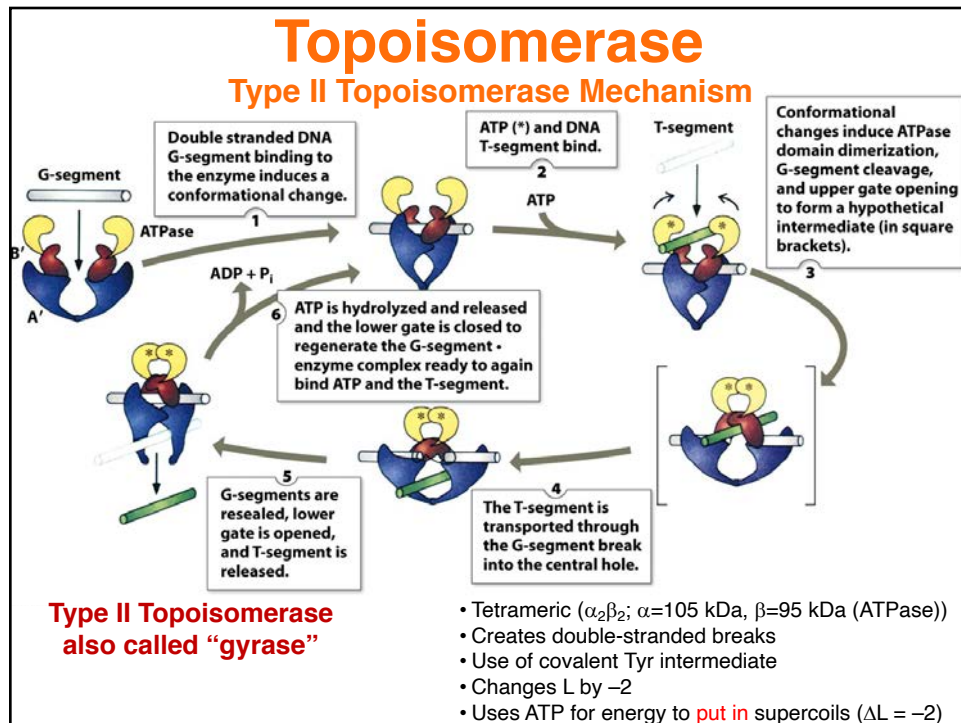 Topoisomerase
Type II Topoisomerase Mechanism
G-segment
Double stranded DNA
G-segment binding to
the enzyme induces a
conformational change.
1
ATPase
B′
A′
ATP (*) and DNA
T-segment bind.
2
ATP
T-segment
* *
Conformational
changes induce ATPase
domain dimerization,
G-segment cleavage,
and upper gate opening
to form a hypothetical
intermediate (in square
brackets).
3
* *
4
The T-segment is
transported through
the G-segment break
into the central hole.
* *
5
G-segments are
resealed, lower
gate is opened,
and T-segment is
released.
* *
ADP + Pi
6
ATP is hydrolyzed and released
and the lower gate is closed to
regenerate the G-segment •
enzyme complex ready to again
bind ATP and the T-segment.
Type II Topoisomerase
also called “gyrase”
• Tetrameric (α2β2; α=105 kDa, β=95 kDa (ATPase))
• Creates double-stranded breaks
• Use of covalent Tyr intermediate
• Changes L by –2
• Uses ATP for energy to put in supercoils (ΔL = –2)